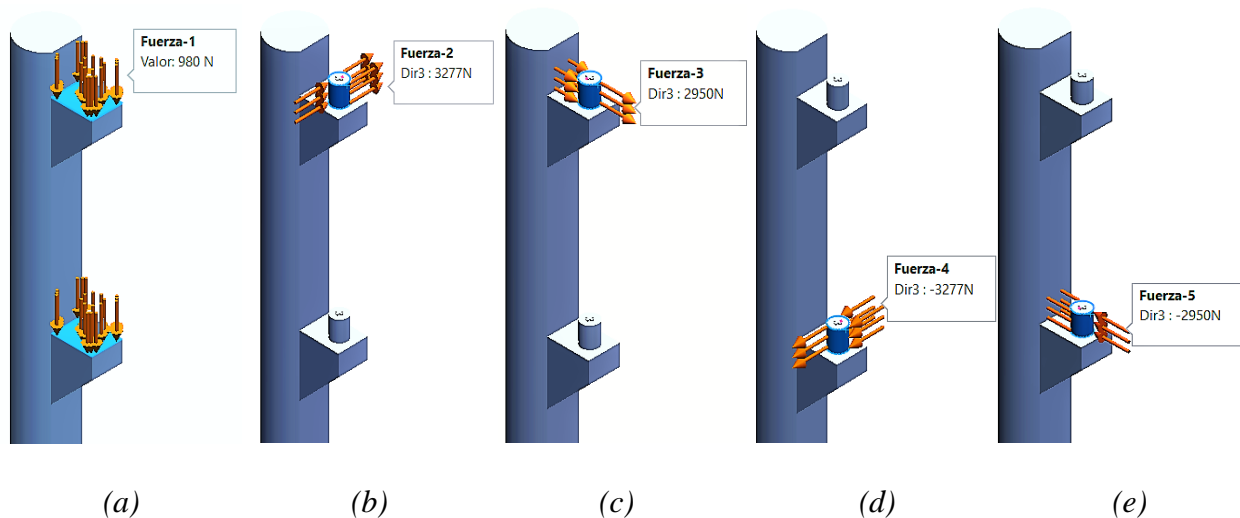 Fuerza-1
Valor: 980 N
Fuerza-2
Dir3 : 3277N
Fuerza-3
Dir3 : 2950N
Fuerza-4
Dir3 : -3277N
Fuerza-5
Dir3 : -2950N
(a)
(b)
(c)
(d)
(e)